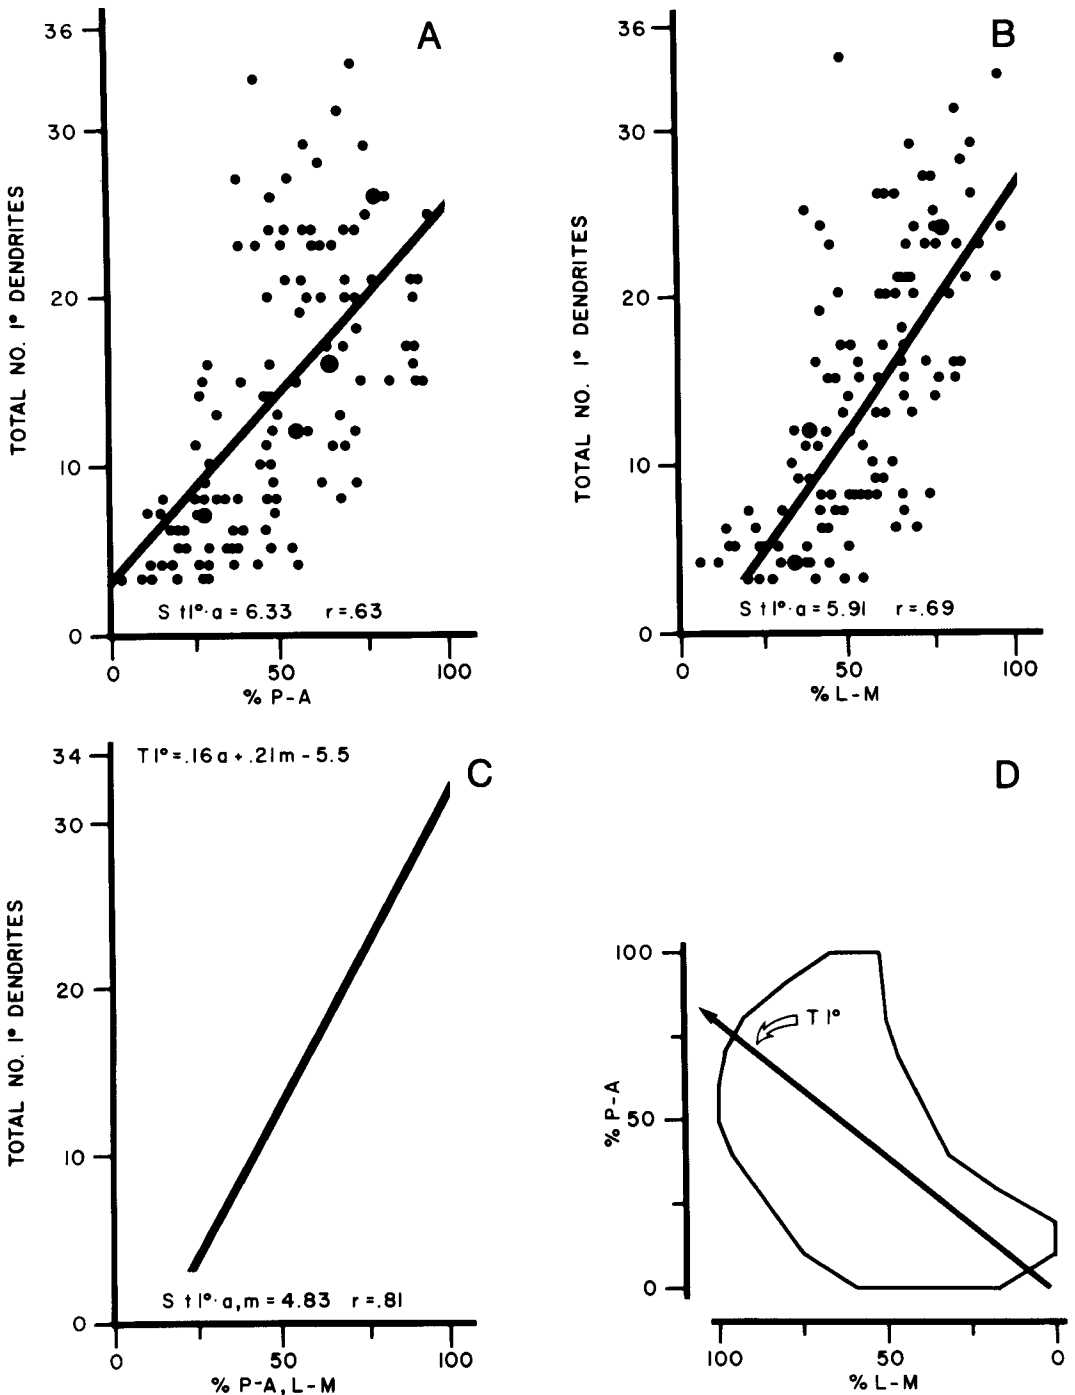 A
36
30
20
10
0
TOTAL NO. 1° DENDRITES
S t1°·a = 6.33 r=.63
0 50 100
% P-A
B
36
30
20
10
0
TOTAL NO. 1° DENDRITES
S t1°·a = 5.91 r=.69
0 50 100
% L-M
C
T1°=.16a+.21m-5.5
34
30
20
10
0
TOTAL NO. 1° DENDRITES
S t1°·a,m = 4.83 r=.81
0 50 100
% P-A, L-M
D
100
50
0
% P-A
T1°
100 50 0
% L-M